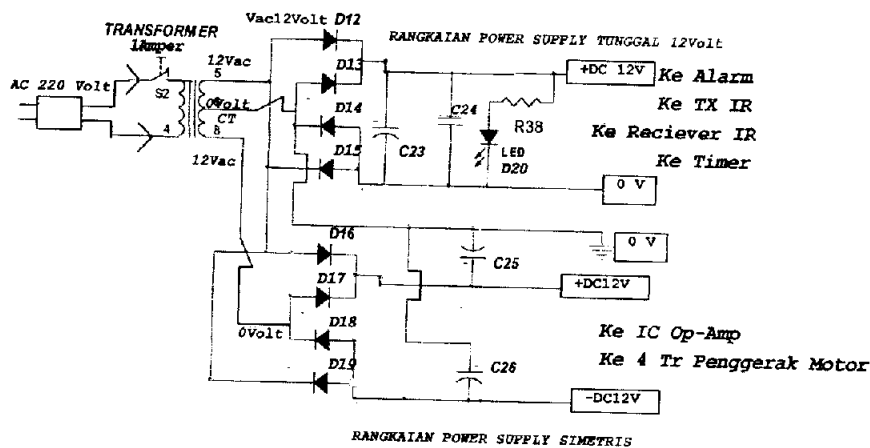 Vac12Volt D12
TRANSFORMER
1Amper
RANGKAIAN POWER SUPPLY TUNGGAL 12Volt
12Vac
5
D13
+DC 12V
Ke Alarm
AC 220 Volt
S2
0Volt
D14
C24
Ke TX IR
R38
4
CT
8
Ke Reciever IR
D15
C23
LED
D20
12Vac
Ke Timer
0 V
D16
0 V
C25
D17
+DC12V
D18
0Volt
Ke IC Op-Amp
D19
C26
Ke 4 Tr Penggerak Motor
-DC12V
RANGKAIAN POWER SUPPLY SIMETRIS